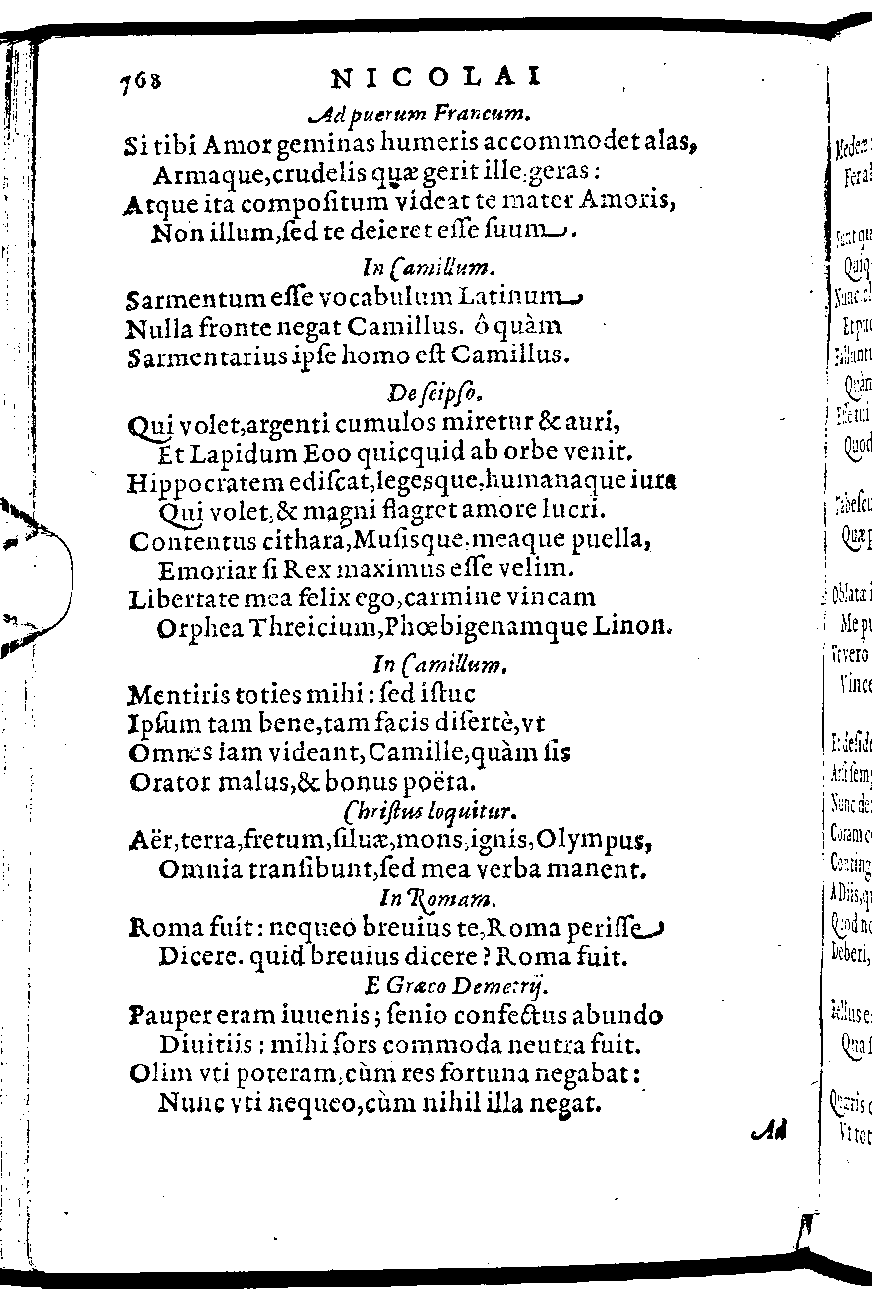 768 NICOLAI
Ad puerum Francum.
Si tibi Amor geminas humeris accommodet alas,
Armaque, crudelis quæ gerit ille, geras:
Atque ita compoſitum videat te mater Amoris,
Non illum, ſed te deieret eſſe ſuum.
In Camillum.
Sarmentum eſſe vocabulum Latinum
Nulla fronte negat Camillus. ô quàm
Sarmentarius ipſe homo eſt Camillus.
De ſeipſo.
Qui volet, argenti cumulos miretur & auri,
Et Lapidum Eoo quicquid ab orbe venit.
Hippocratem ediſcat, legesque, humanaque iura
Qui volet, & magni flagret amore lucri.
Contentus cithara, Muſisque, meaque puella,
Emoriar ſi Rex maximus eſſe velim.
Libertate mea felix ego, carmine vincam
Orphea Threicium, Phœbigenamque Linon.
In Camillum.
Mentiris toties mihi: ſed iſtuc
Ipſum tam bene, tam facis diſertè, vt
Omnes iam videant, Camille, quàm ſis
Orator malus, & bonus poëta.
Chriſtus loquitur.
Aër, terra, fretum, ſiluæ, mons, ignis, Olympus,
Omnia tranſibunt, ſed mea verba manent.
In Romam.
Roma fuit: nequeo breuius te, Roma periſſe
Dicere. quid breuius dicere? Roma fuit.
E Græco Demetrij.
Pauper eram iuuenis; ſenio confectus abundo
Diuitijs: mihi ſors commoda neutra fuit.
Olim vti poteram, cùm res fortuna negabat:
Nunc vti nequeo, cùm nihil illa negat.
Ad